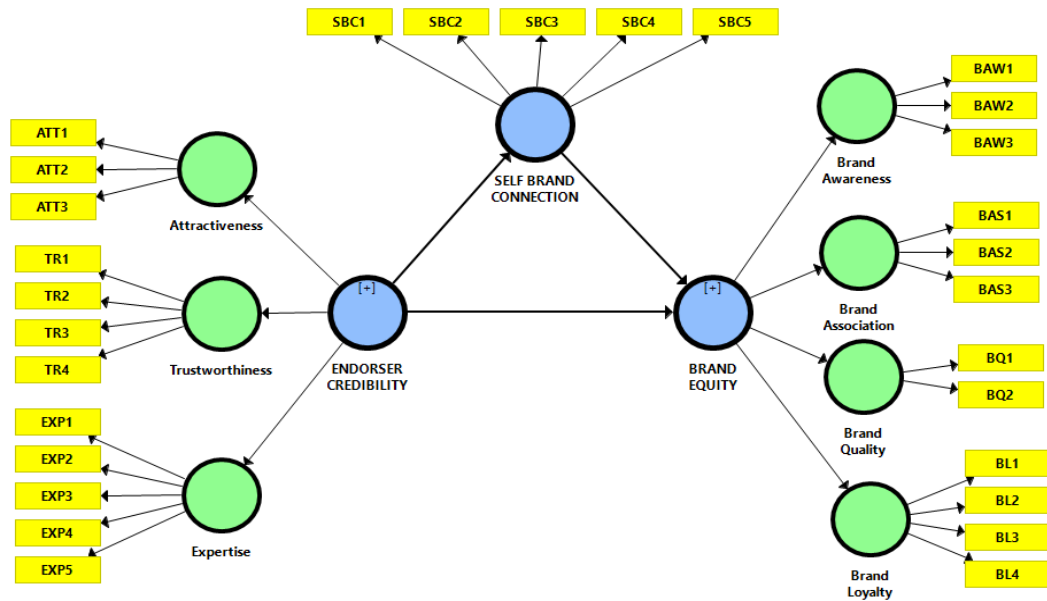 SBC1
SBC2
SBC3
SBC4
SBC5
SELF BRAND
CONNECTION
ATT1
ATT2
ATT3
Attractiveness
TR1
TR2
TR3
TR4
Trustworthiness
EXP1
EXP2
EXP3
EXP4
EXP5
Expertise
[+]
ENDORSER
CREDIBILITY
[+]
BRAND
EQUITY
Brand
Awareness
BAW1
BAW2
BAW3
Brand
Association
BAS1
BAS2
BAS3
Brand
Quality
BQ1
BQ2
Brand
Loyalty
BL1
BL2
BL3
BL4